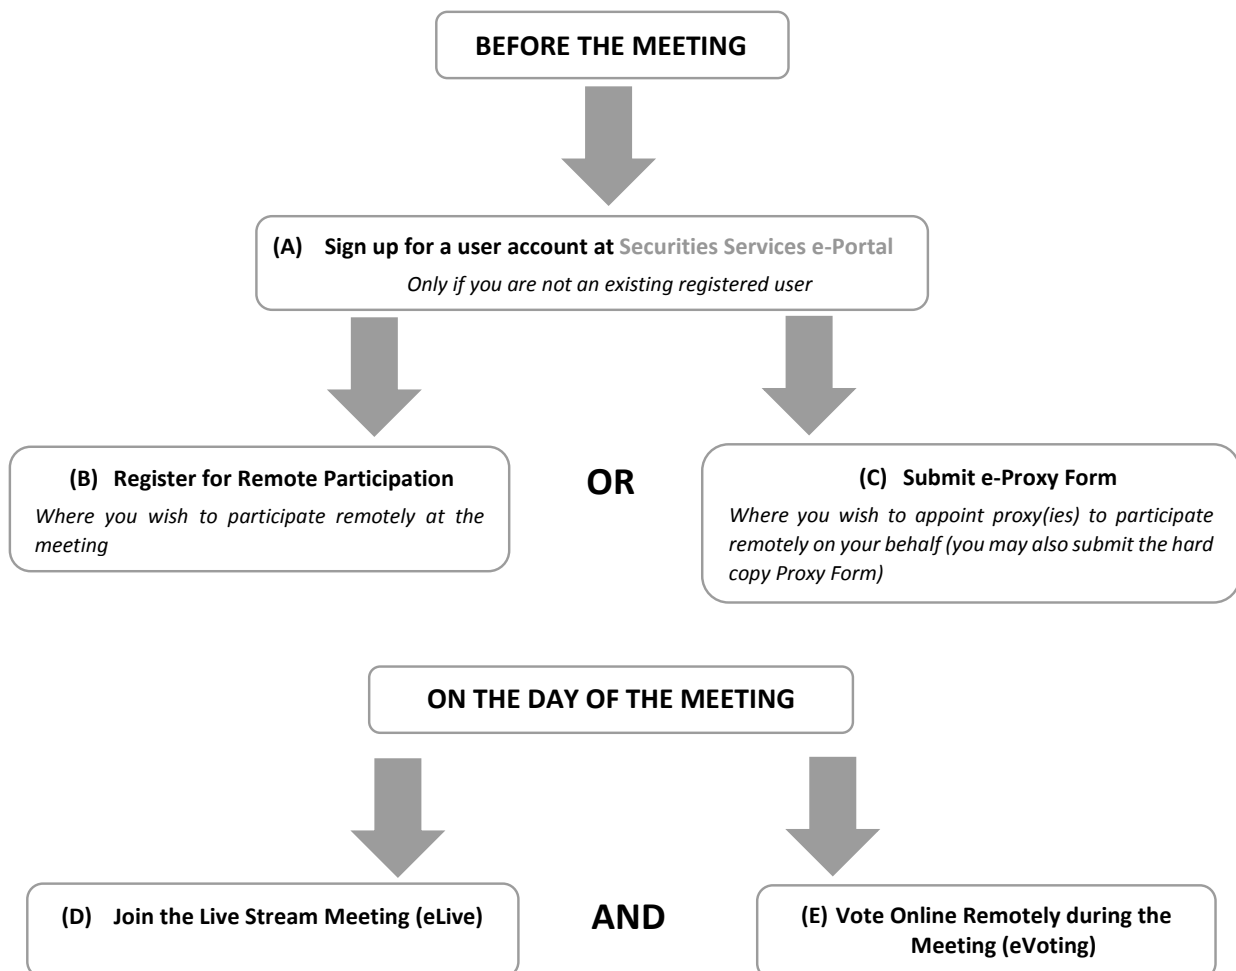 BEFORE THE MEETING
(A) Sign up for a user account at Securities Services e-Portal
Only if you are not an existing registered user
(B) Register for Remote Participation
Where you wish to participate remotely at the
meeting
OR
(C) Submit e-Proxy Form
Where you wish to appoint proxy(ies) to participate
remotely on your behalf (you may also submit the hard
copy Proxy Form)
ON THE DAY OF THE MEETING
(D) Join the Live Stream Meeting (eLive)
AND
(E) Vote Online Remotely during the
Meeting (eVoting)